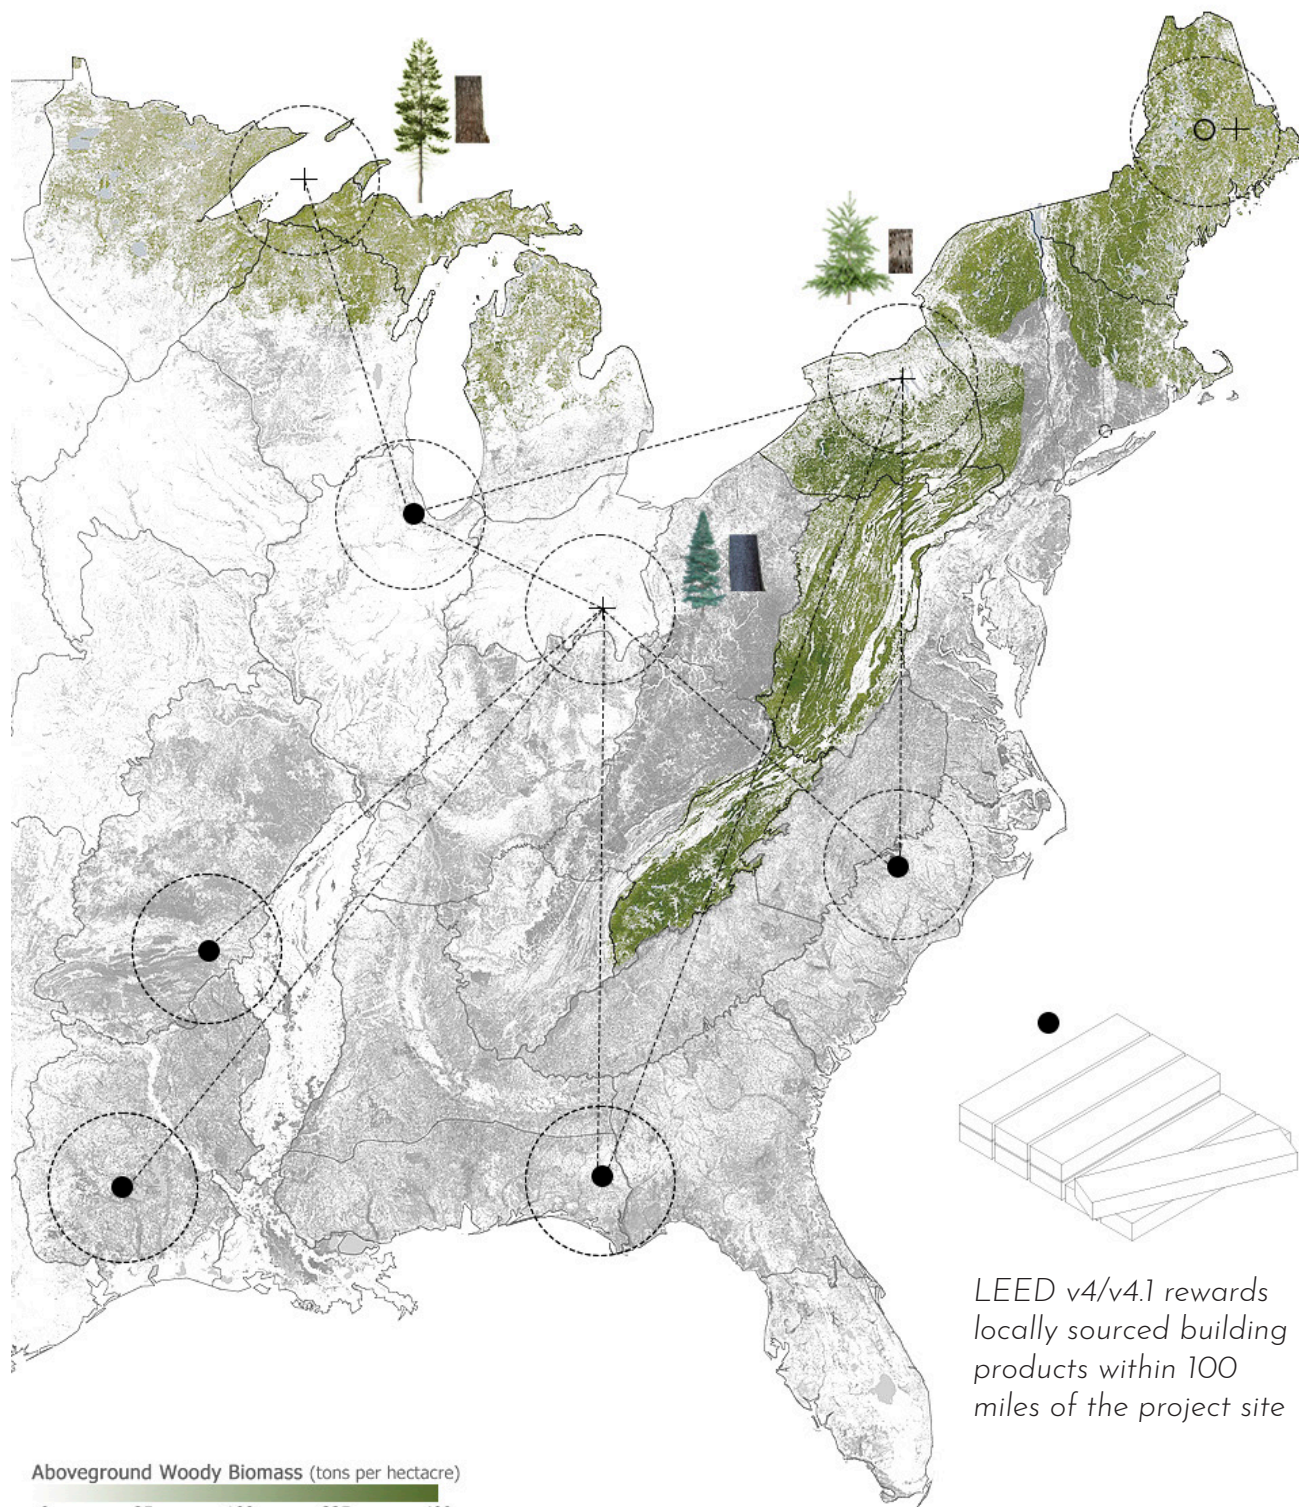 LEED v4/v4.1 rewards
locally sourced building
products within 100
miles of the project site
Aboveground Woody Biomass (tons per hectacre)